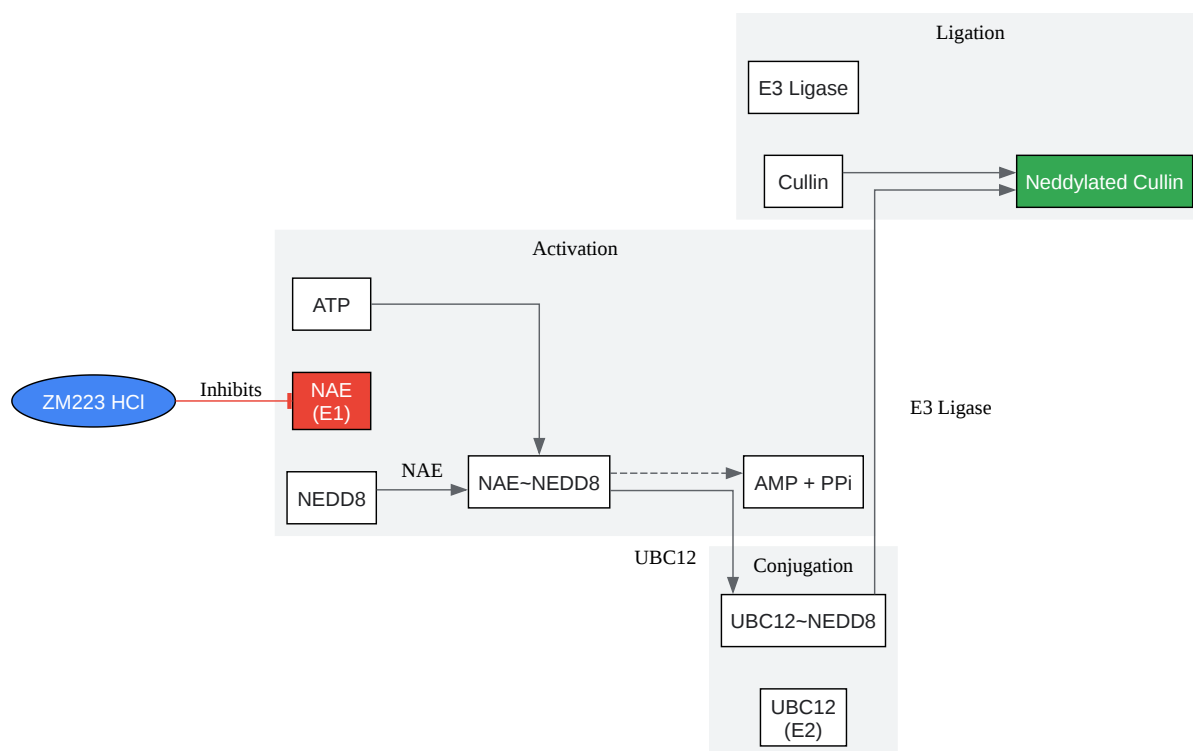 Ligation
E3 Ligase
Cullin
Neddylated Cullin
Activation
ATP
ZM223 HCl
Inhibits
NAE
(E1)
E3 Ligase
NEDD8
NAE
NAE~NEDD8
AMP + PPi
UBC12
Conjugation
UBC12~NEDD8
UBC12
(E2)